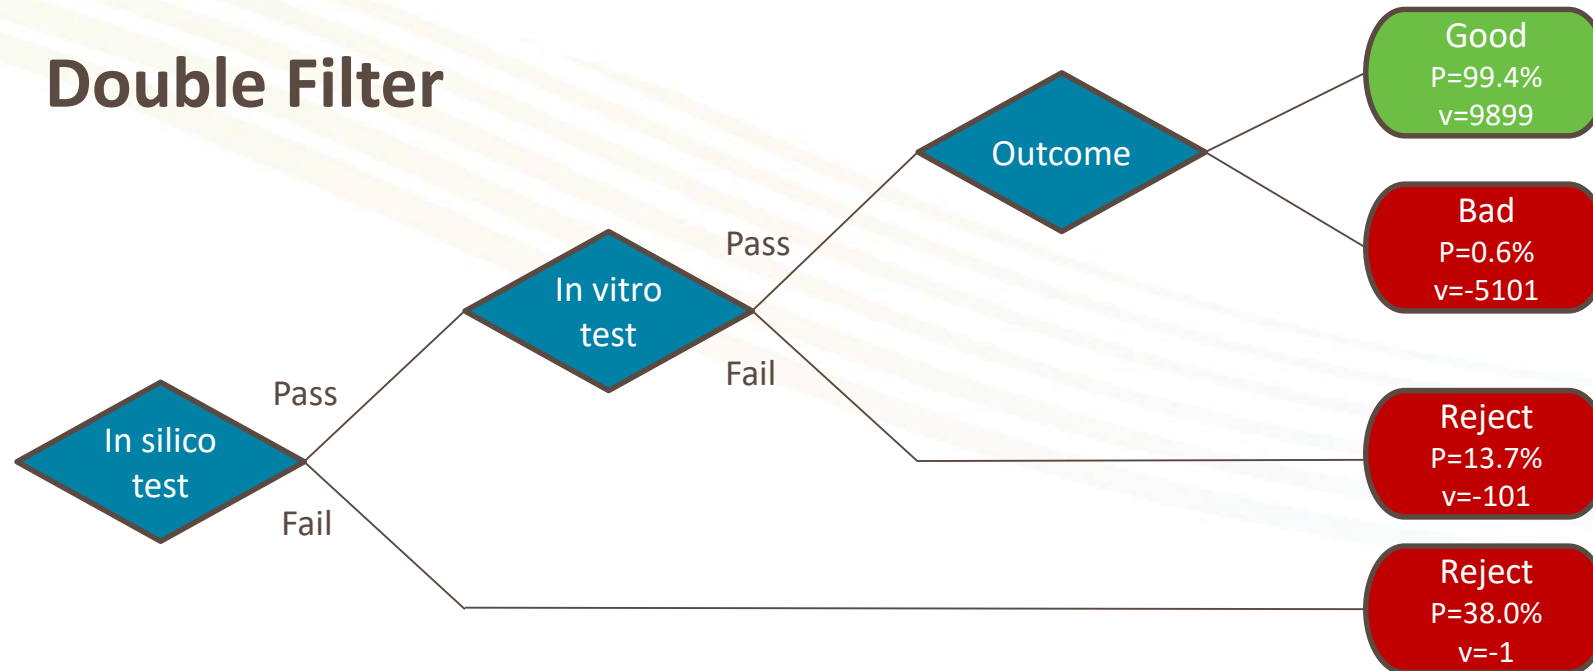 Double Filter
Good
P=99.4%
v=9899
Outcome
Bad
P=0.6%
v=-5101
Pass
In vitro
test
Fail
Pass
Reject
P=13.7%
v=-101
In silico
test
Fail
Reject
P=38.0%
v=-1